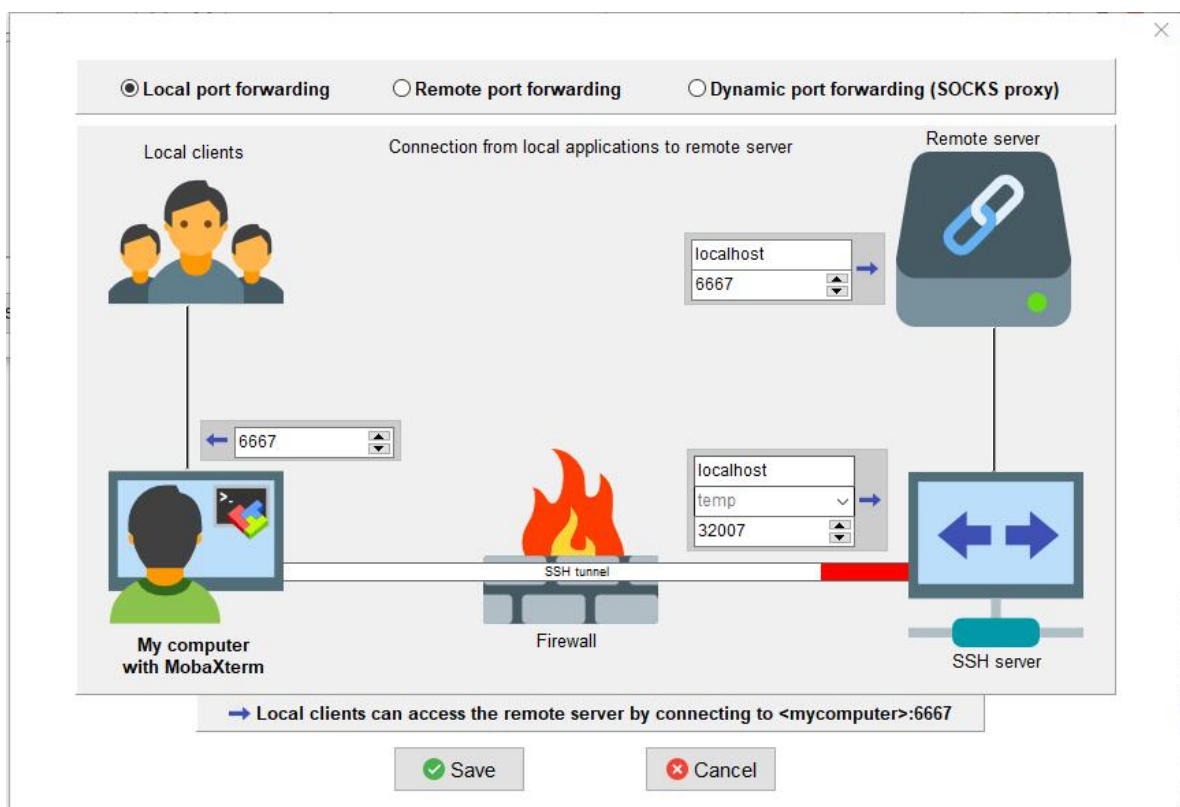 Local port forwarding
Remote port forwarding
Dynamic port forwarding (SOCKS proxy)
Local clients
Connection from local applications to remote server
Remote server
localhost
6667
6667
localhost
temp
32007
SSH tunnel
My computer
with MobaXterm
Firewall
SSH server
Local clients can access the remote server by connecting to <mycomputer>:6667
Save
Cancel